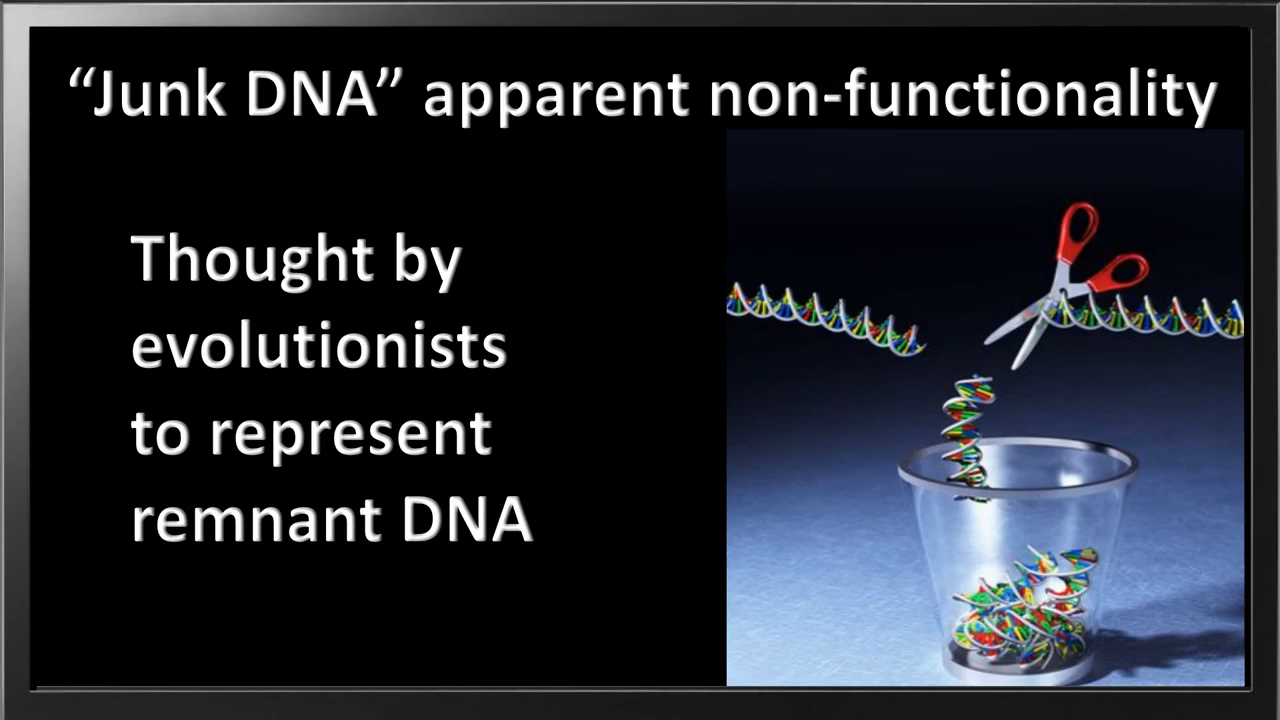 “Junk DNA” apparent non-functionality
Thought by
evolutionists
to represent
remnant DNA